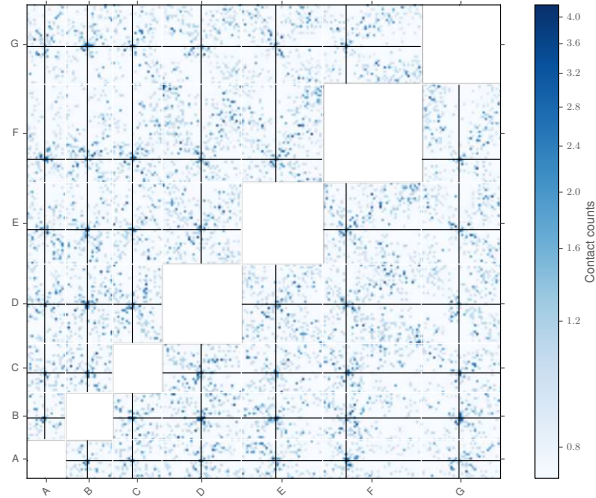 G
F
E
D
C
B
A
A B C D E F G
4.0
3.6
3.2
2.8
2.4
2.0
1.6
1.2
0.8
Contact counts